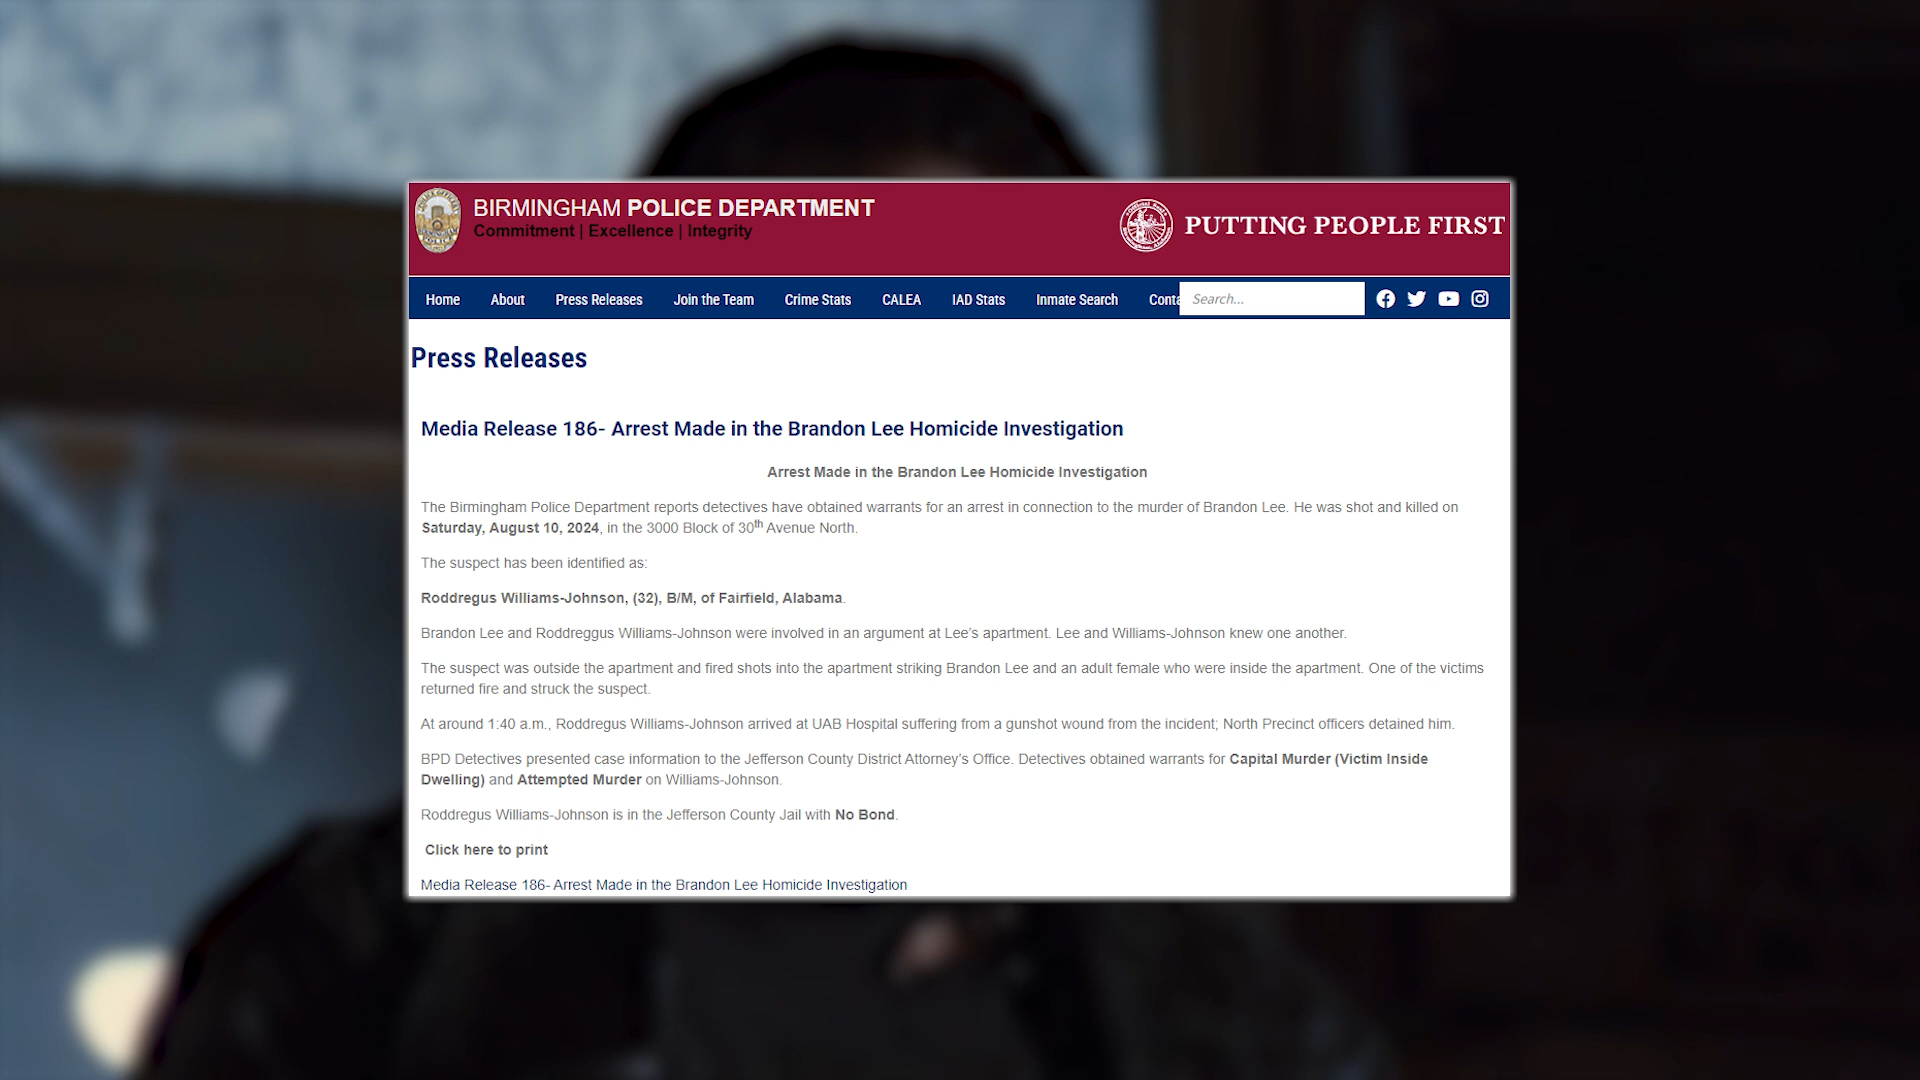 BIRMINGHAM POLICE DEPARTMENT
Commitment | Excellence | Integrity
PUTTING PEOPLE FIRST
Home About Press Releases Join the Team Crime Stats CALEA IAD Stats Inmate Search Conta Search...
Press Releases
Media Release 186- Arrest Made in the Brandon Lee Homicide Investigation
Arrest Made in the Brandon Lee Homicide Investigation
The Birmingham Police Department reports detectives have obtained warrants for an arrest in connection to the murder of Brandon Lee. He was shot and killed on
Saturday, August 10, 2024, in the 3000 Block of 30th Avenue North.
The suspect has been identified as:
Roddregus Williams-Johnson, (32), B/M, of Fairfield, Alabama.
Brandon Lee and Roddreggus Williams-Johnson were involved in an argument at Lee's apartment. Lee and Williams-Johnson knew one another.
The suspect was outside the apartment and fired shots into the apartment striking Brandon Lee and an adult female who were inside the apartment. One of the victims
returned fire and struck the suspect.
At around 1:40 a.m., Roddregus Williams-Johnson arrived at UAB Hospital suffering from a gunshot wound from the incident; North Precinct officers detained him.
BPD Detectives presented case information to the Jefferson County District Attorney's Office. Detectives obtained warrants for Capital Murder (Victim Inside
Dwelling) and Attempted Murder on Williams-Johnson.
Roddregus Williams-Johnson is in the Jefferson County Jail with No Bond.
Click here to print
Media Release 186- Arrest Made in the Brandon Lee Homicide Investigation